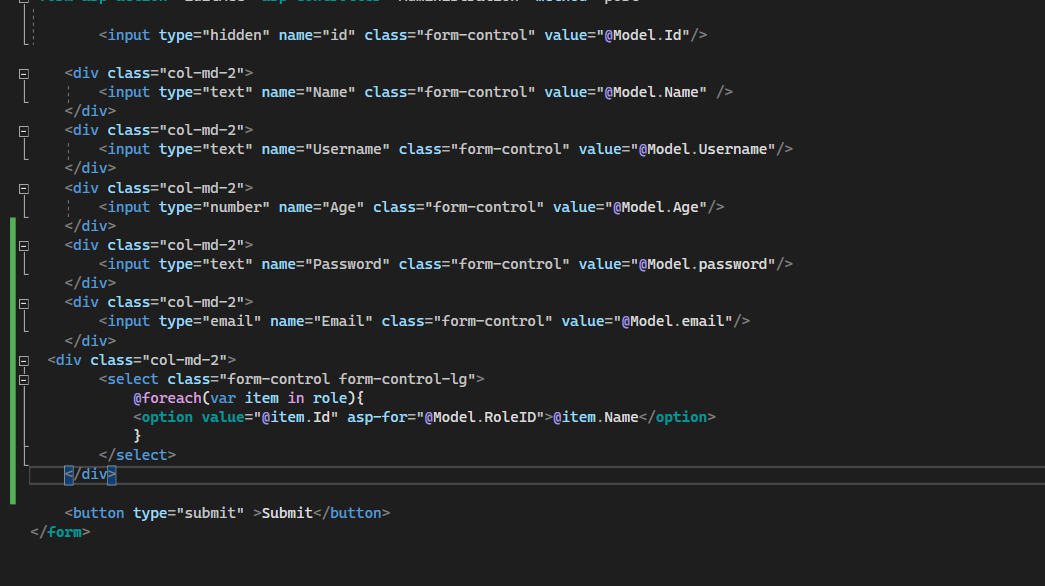 <input type="hidden" name="id" class="form-control" value="@Model.Id"/>
<div class="col-md-2">
<input type="text" name="Name" class="form-control" value="@Model.Name" />
</div>
<div class="col-md-2">
<input type="text" name="Username" class="form-control" value="@Model.Username"/>
</div>
<div class="col-md-2">
<input type="number" name="Age" class="form-control" value="@Model.Age"/>
</div>
<div class="col-md-2">
<input type="text" name="Password" class="form-control" value="@Model.password"/>
</div>
<div class="col-md-2">
<input type="email" name="Email" class="form-control" value="@Model.email"/>
</div>
<div class="col-md-2">
<select class="form-control form-control-lg">
@foreach(var item in role){
<option value="@item.Id" asp-for="@Model.RoleID">@item.Name</option>
}
</select>
</div>
<button type="submit" >Submit</button>
</form>